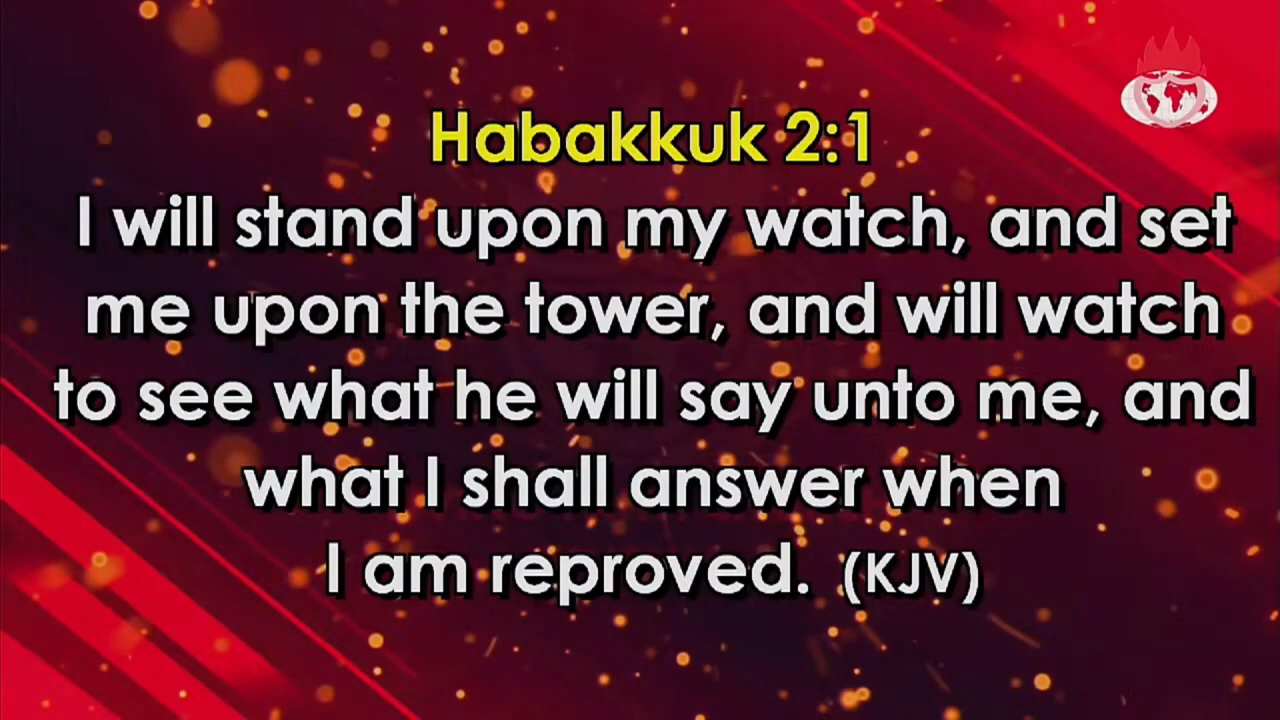 Habakkuk 2:1
I will stand upon my watch, and set
me upon the tower, and will watch
to see what he will say unto me, and
what I shall answer when
I am reproved. (KJV)